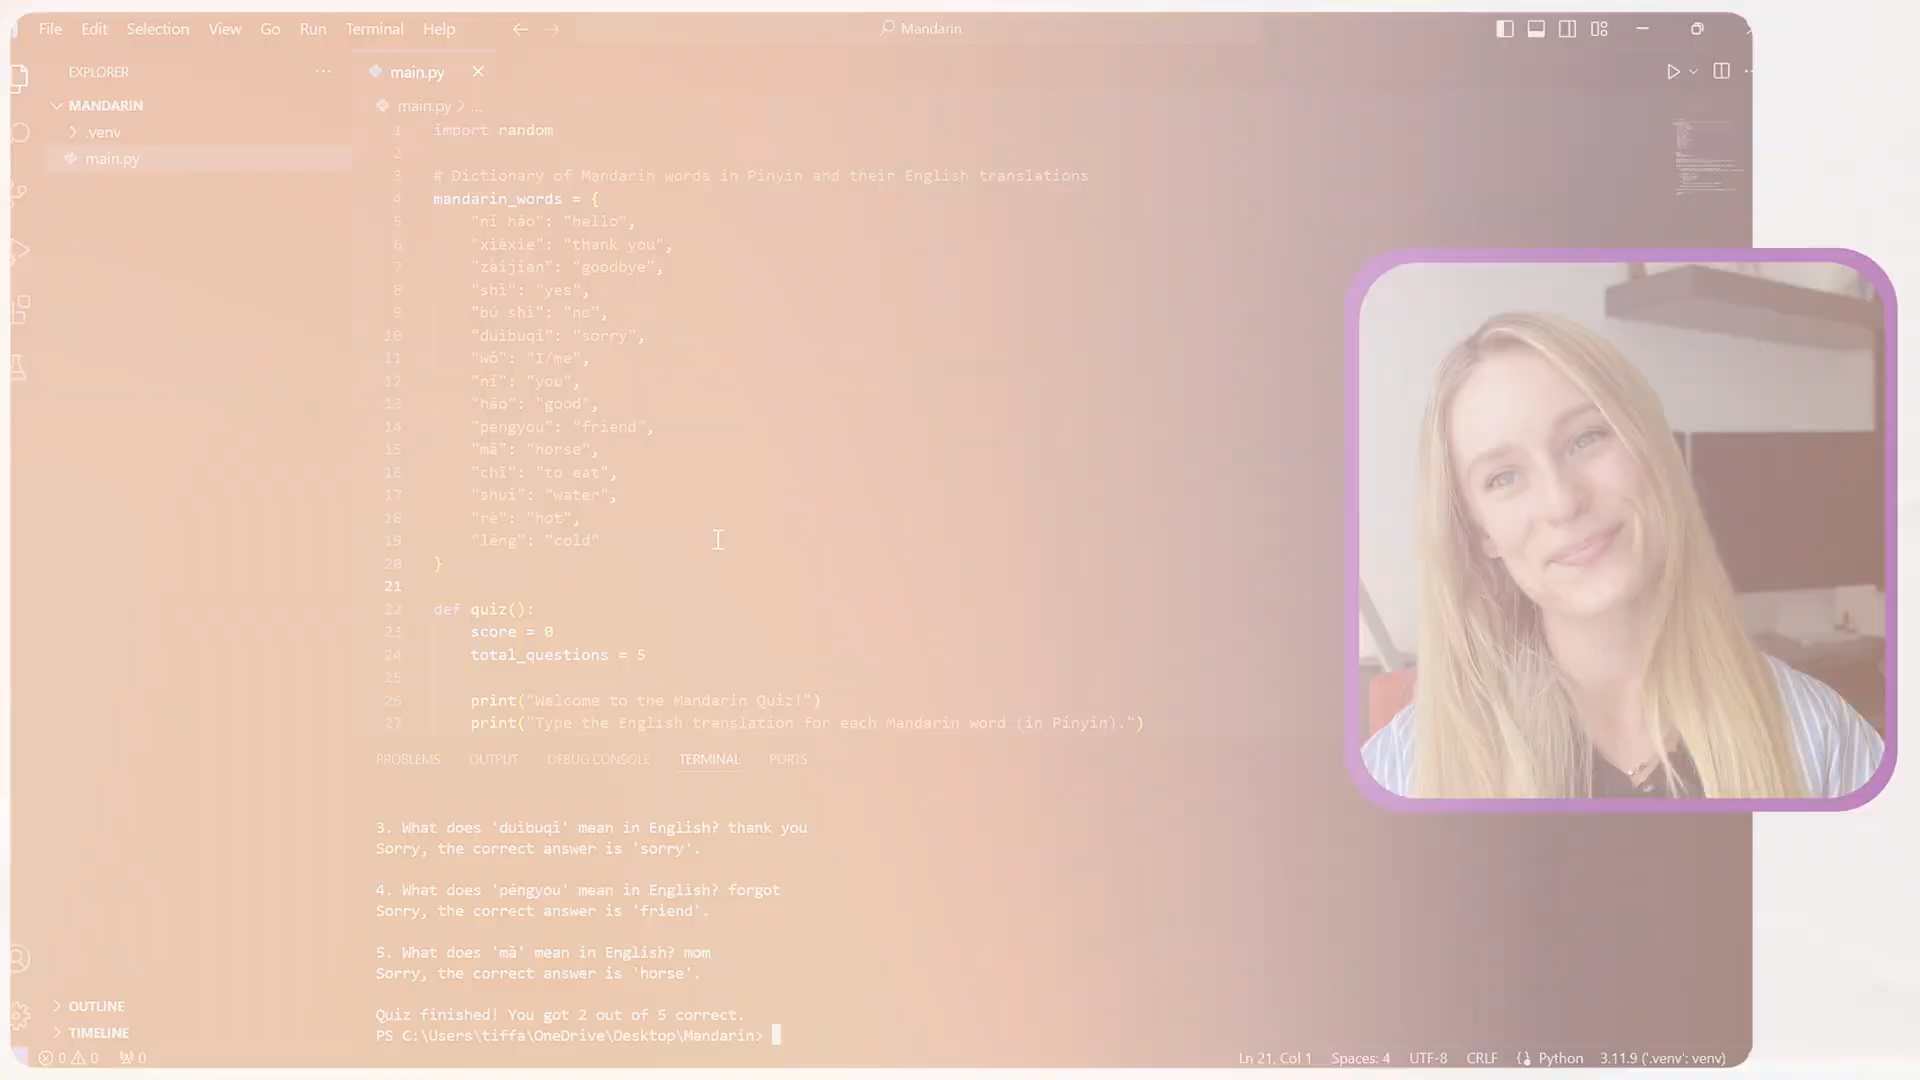 File Edit Selection View Go Run Terminal Help
Mandarin
EXPLORER
main.py
MANDARIN
main.py > ...
.venv
main.py
1 import random
2
3 # Dictionary of Mandarin words in Pinyin and their English translations
4 mandarin_words = {
5 "nǐ hǎo": "hello",
6 "xièxiè": "thank you",
7 "zàijiàn": "goodbye",
8 "shì": "yes",
9 "bú shì": "no",
10 "duìbuqǐ": "sorry",
11 "wǒ": "I/me",
12 "nǐ": "you",
13 "hǎo": "good",
14 "péngyou": "friend",
15 "mǎ": "horse",
16 "chī": "to eat",
17 "shuǐ": "water",
18 "rè": "hot",
19 "lěng": "cold"
20 }
21
22 def quiz():
23 score = 0
24 total_questions = 5
25
26 print("Welcome to the Mandarin Quiz!")
27 print("Type the English translation for each Mandarin word (in Pinyin).")
PROBLEMS OUTPUT DEBUG CONSOLE TERMINAL PORTS
3. What does 'duìbuqǐ' mean in English? thank you
Sorry, the correct answer is 'sorry'.
4. What does 'péngyou' mean in English? forgot
Sorry, the correct answer is 'friend'.
5. What does 'mǎ' mean in English? mom
Sorry, the correct answer is 'horse'.
Quiz finished! You got 2 out of 5 correct.
PS C:\Users\tiffa\OneDrive\Desktop\Mandarin>
OUTLINE
TIMELINE
0 0 0
Ln 21, Col 1 Spaces: 4 UTF-8 CRLF Python 3.11.9 ('.venv': venv)